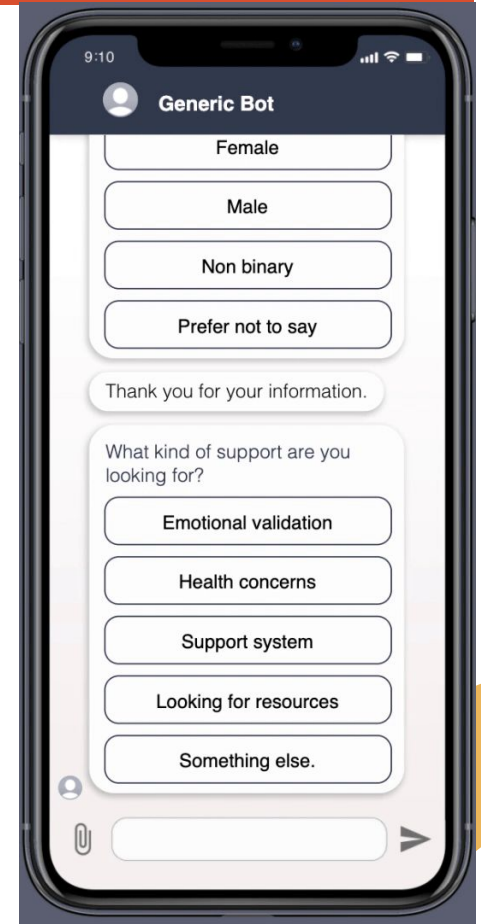 9:10
Generic Bot
Female
Male
Non binary
Prefer not to say
Thank you for your information.
What kind of support are you
looking for?
Emotional validation
Health concerns
Support system
Looking for resources
Something else.